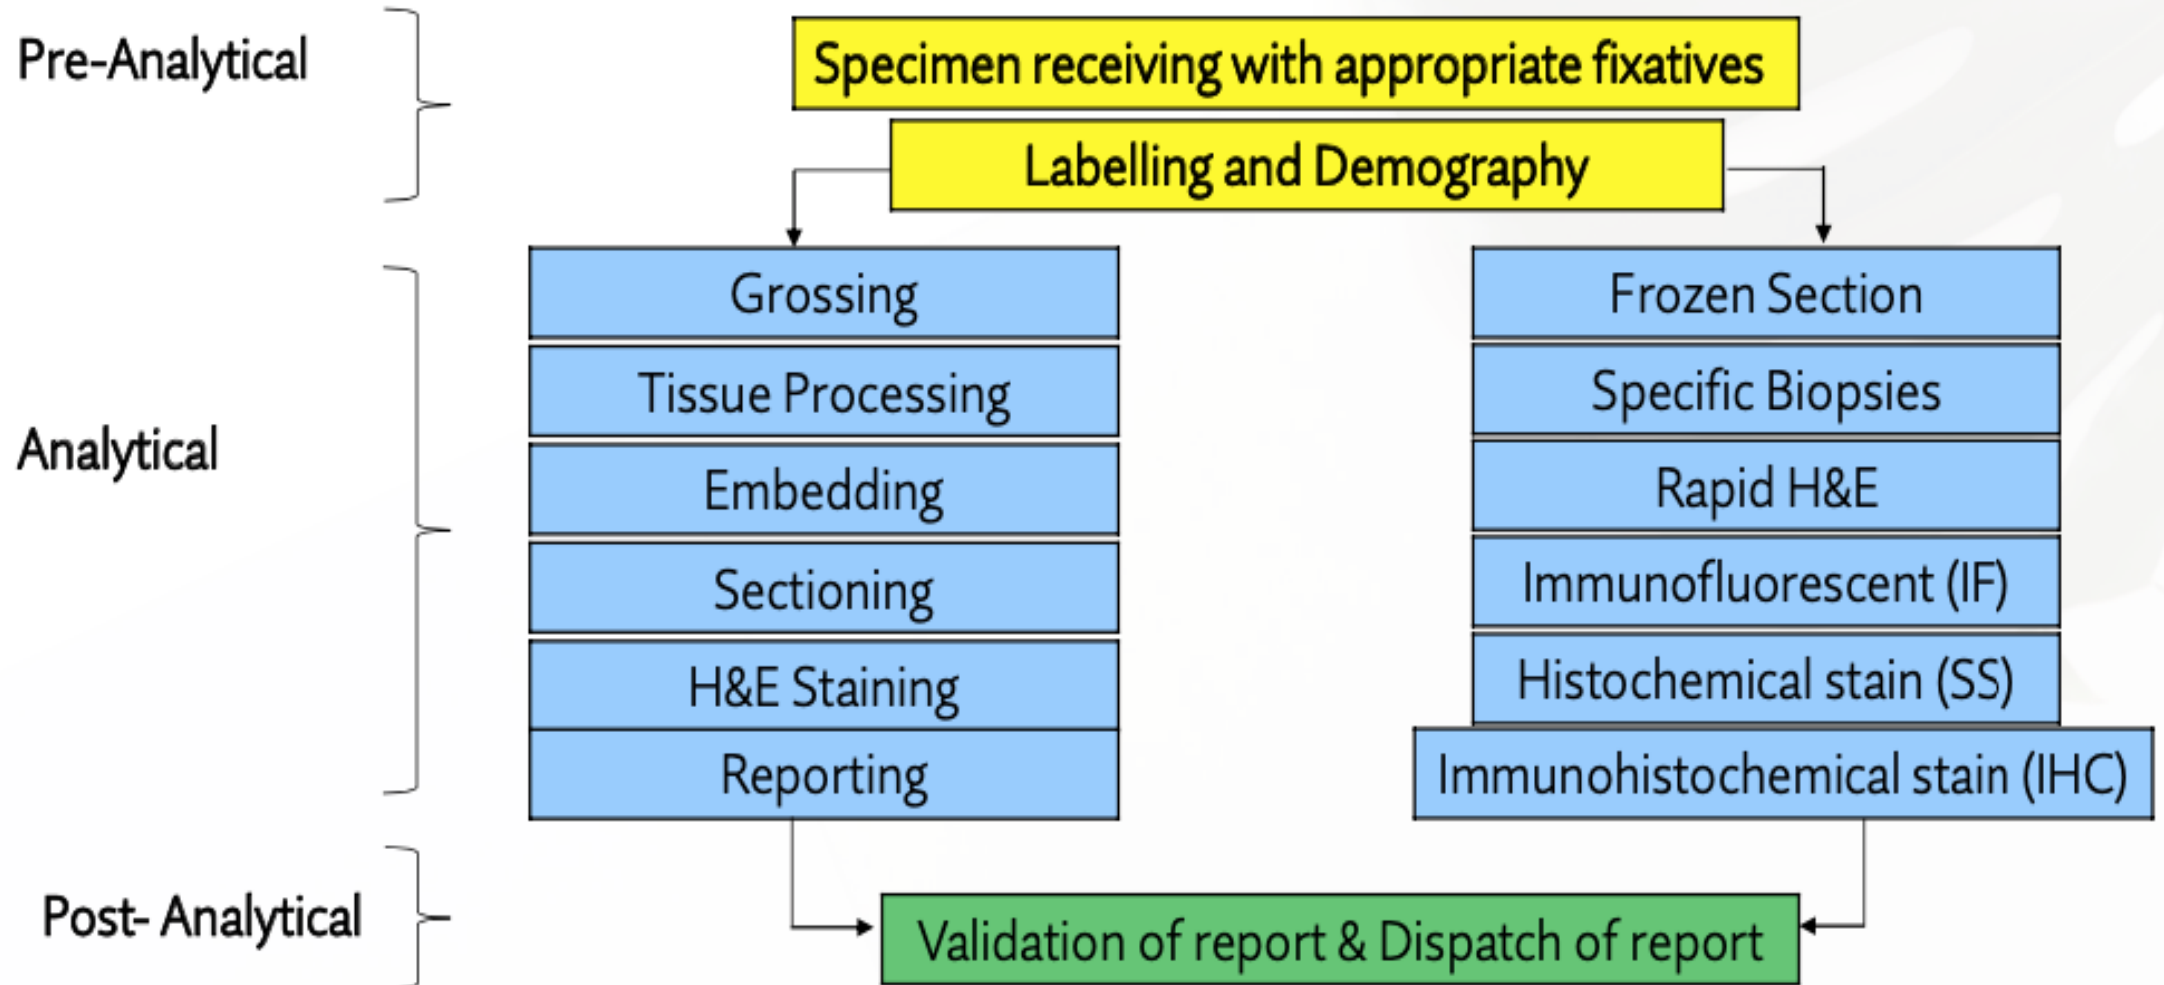 Pre-Analytical
Specimen receiving with appropriate fixatives
Labelling and Demography
Analytical
Grossing
Tissue Processing
Embedding
Sectioning
H&E Staining
Reporting
Frozen Section
Specific Biopsies
Rapid H&E
Immunofluorescent (IF)
Histochemical stain (SS)
Immunohistochemical stain (IHC)
Post- Analytical
Validation of report & Dispatch of report